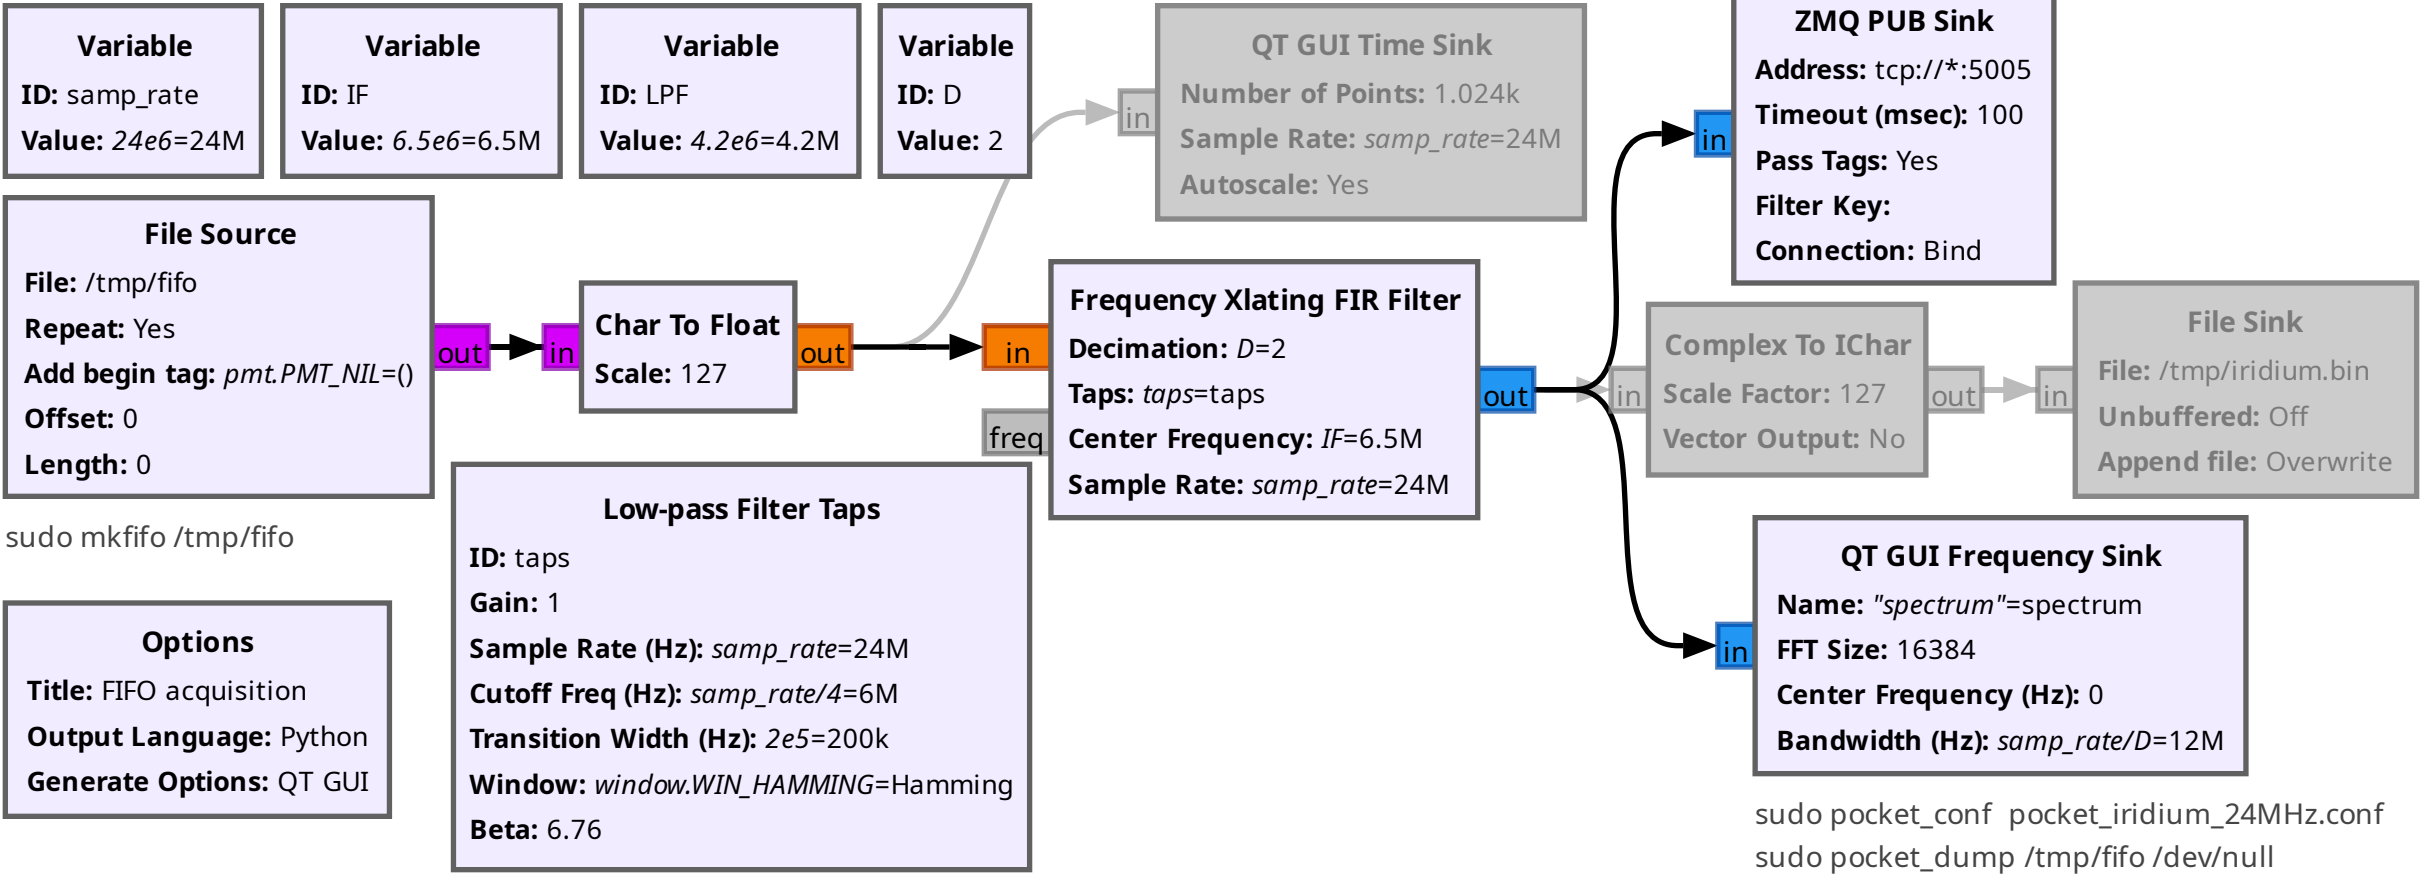 Variable
ID: samp_rate
Value: 24e6=24M
Variable
ID: IF
Value: 6.5e6=6.5M
Variable
ID: LPF
Value: 4.2e6=4.2M
Variable
ID: D
Value: 2
QT GUI Time Sink
in
Number of Points: 1.024k
Sample Rate: samp_rate=24M
Autoscale: Yes
ZMQ PUB Sink
in
Address: tcp://*:5005
Timeout (msec): 100
Pass Tags: Yes
Filter Key:
Connection: Bind
File Source
File: /tmp/fifo
Repeat: Yes
Add begin tag: pmt.PMT_NIL=()
Offset: 0
Length: 0
out
in
Char To Float
Scale: 127
out
in
freq
Frequency Xlating FIR Filter
Decimation: D=2
Taps: taps=taps
Center Frequency: IF=6.5M
Sample Rate: samp_rate=24M
out
in
Complex To IChar
Scale Factor: 127
Vector Output: No
out
in
File Sink
File: /tmp/iridium.bin
Unbuffered: Off
Append file: Overwrite
sudo mkfifo /tmp/fifo
Options
Title: FIFO acquisition
Output Language: Python
Generate Options: QT GUI
Low-pass Filter Taps
ID: taps
Gain: 1
Sample Rate (Hz): samp_rate=24M
Cutoff Freq (Hz): samp_rate/4=6M
Transition Width (Hz): 2e5=200k
Window: window.WIN_HAMMING=Hamming
Beta: 6.76
in
QT GUI Frequency Sink
Name: "spectrum"=spectrum
FFT Size: 16384
Center Frequency (Hz): 0
Bandwidth (Hz): samp_rate/D=12M
sudo pocket_conf  pocket_iridium_24MHz.conf
sudo pocket_dump /tmp/fifo /dev/null